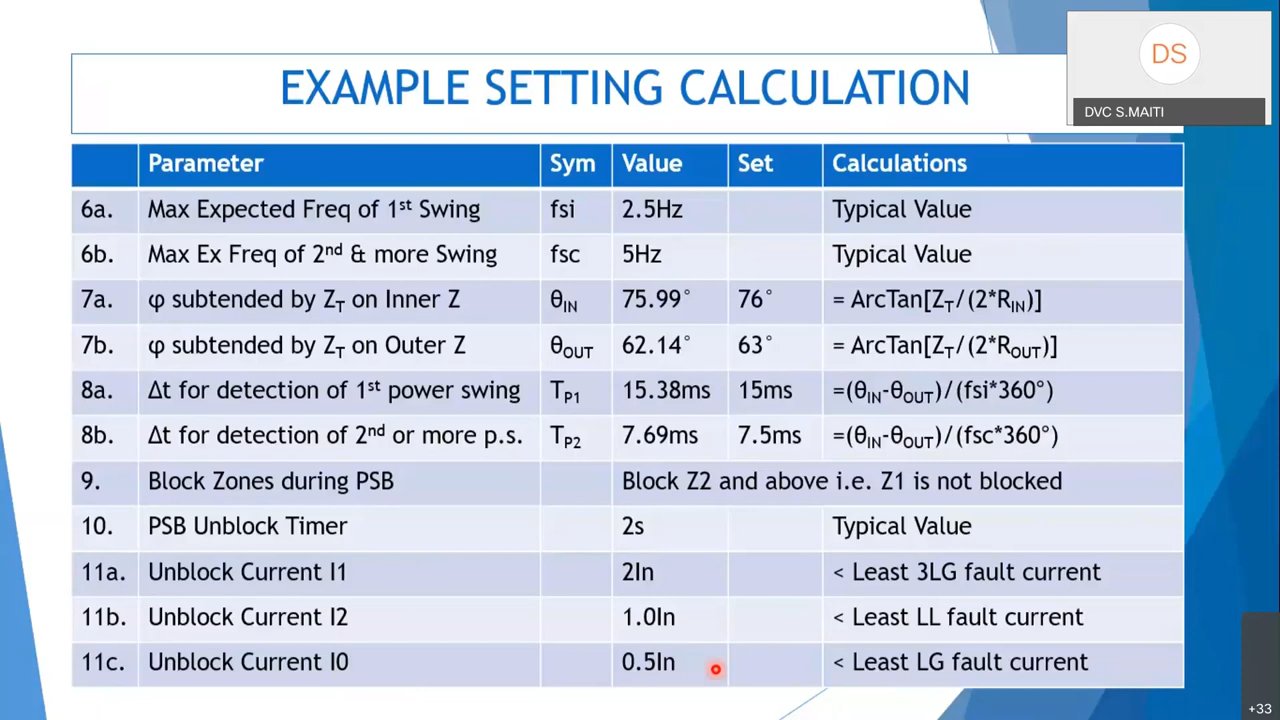 DS
DVC S.MAITI
EXAMPLE SETTING CALCULATION
Parameter Sym Value Set Calculations
6a. Max Expected Freq of 1st Swing fsi 2.5Hz Typical Value
6b. Max Ex Freq of 2nd & more Swing fsc 5Hz Typical Value
7a. φ subtended by ZT on Inner Z θIN 75.99° 76° = ArcTan[ZT/(2*RIN)]
7b. φ subtended by ZT on Outer Z θOUT 62.14° 63° = ArcTan[ZT/(2*ROUT)]
8a. Δt for detection of 1st power swing TP1 15.38ms 15ms =(θIN-θOUT)/(fsi*360°)
8b. Δt for detection of 2nd or more p.s. TP2 7.69ms 7.5ms =(θIN-θOUT)/(fsc*360°)
9. Block Zones during PSB Block Z2 and above i.e. Z1 is not blocked
10. PSB Unblock Timer 2s Typical Value
11a. Unblock Current I1 2In < Least 3LG fault current
11b. Unblock Current I2 1.0In < Least LL fault current
11c. Unblock Current I0 0.5In < Least LG fault current
+33